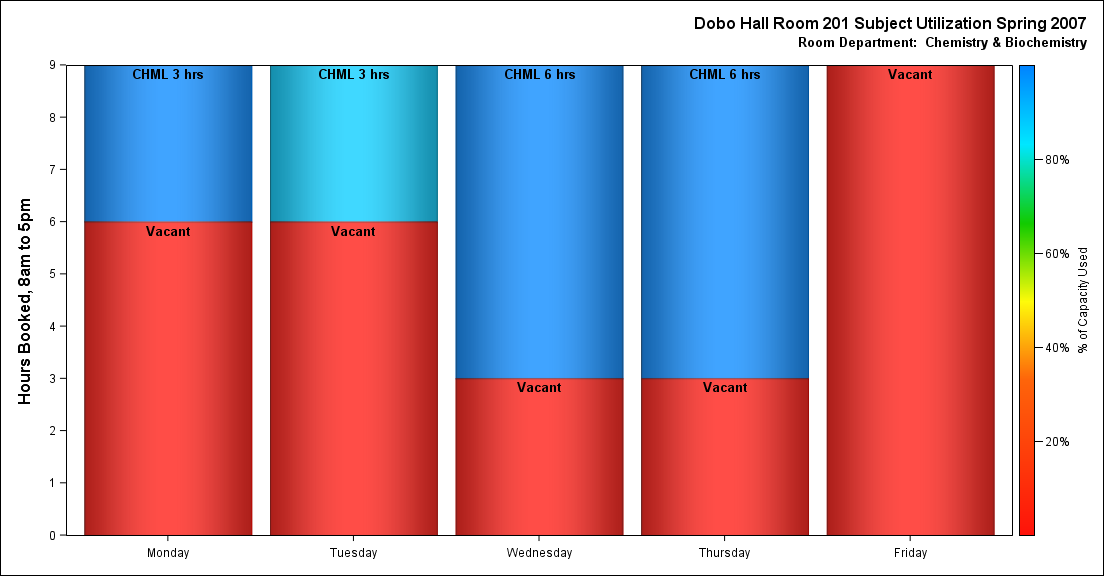 Dobo Hall Room 201 Subject Utilization Spring 2007
Room Department:  Chemistry & Biochemistry
Hours Booked, 8am to 5pm
9
8
7
6
5
4
3
2
1
0
CHML 3 hrs
Vacant
CHML 3 hrs
Vacant
CHML 6 hrs
Vacant
CHML 6 hrs
Vacant
Vacant
Monday
Tuesday
Wednesday
Thursday
Friday
80%
60%
40%
20%
% of Capacity Used